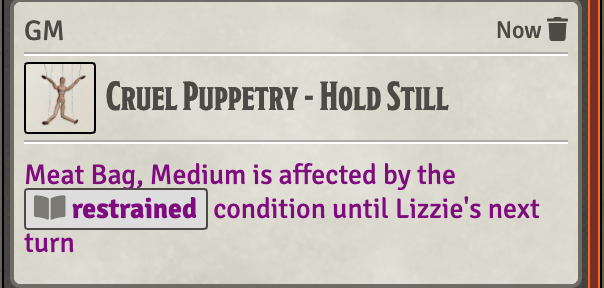 GM Now
Cruel Puppetry - Hold Still
Meat Bag, Medium is affected by the
restrained condition until Lizzie's next
turn